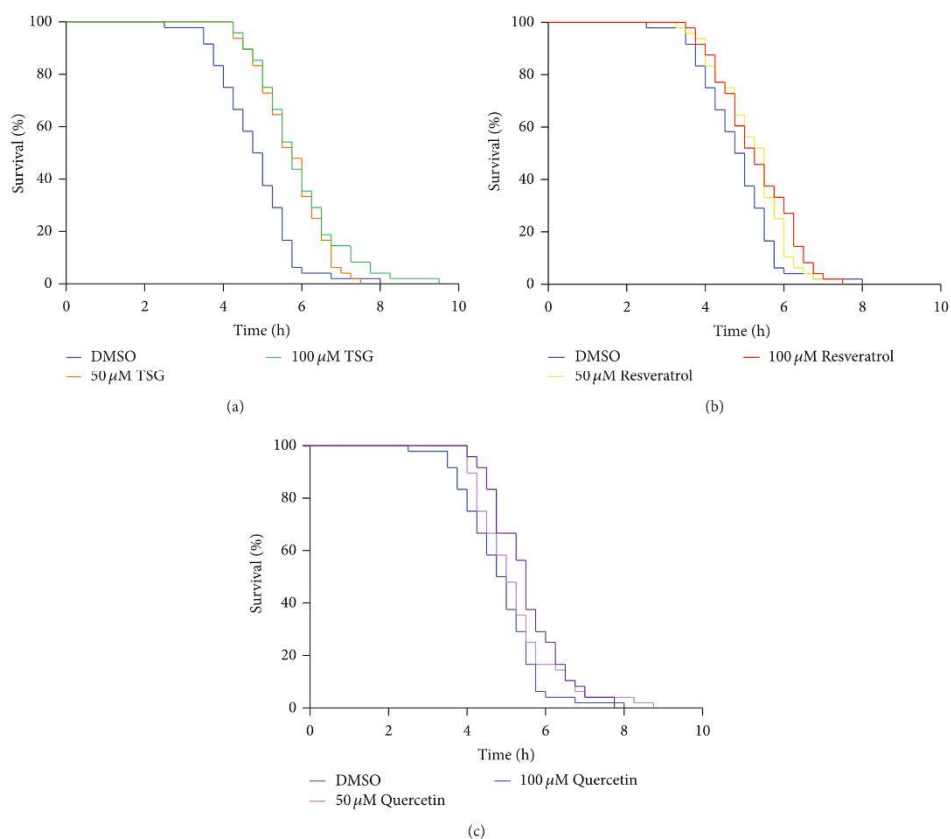 100
80
60
40
20
0
Survival (%)
0 2 4 6 8 10
Time (h)
DMSO
50 μM TSG
100 μM TSG
(a)
100
80
60
40
20
0
Survival (%)
0 2 4 6 8 10
Time (h)
DMSO
50 μM Resveratrol
100 μM Resveratrol
(b)
100
80
60
40
20
0
Survival (%)
0 2 4 6 8 10
Time (h)
DMSO
50 μM Quercetin
100 μM Quercetin
(c)